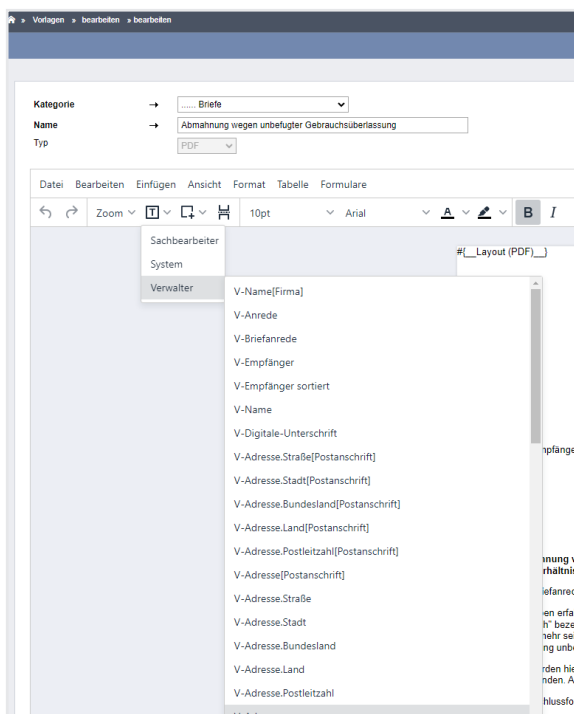 » Vorlagen » bearbeiten » bearbeiten
Kategorie → ...... Briefe
Name → Abmahnung wegen unbefugter Gebrauchsüberlassung
Typ PDF
Datei Bearbeiten Einfügen Ansicht Format Tabelle Formulare
Zoom T 10pt Arial A B I
Sachbearbeiter
System
Verwalter
#{__Layout (PDF)__}
V-Name[Firma]
V-Anrede
V-Briefanrede
V-Empfänger
V-Empfänger sortiert
V-Name
V-Digitale-Unterschrift
V-Adresse.Straße[Postanschrift]
V-Adresse.Stadt[Postanschrift]
V-Adresse.Bundesland[Postanschrift]
V-Adresse.Land[Postanschrift]
V-Adresse.Postleitzahl[Postanschrift]
V-Adresse[Postanschrift]
V-Adresse.Straße
V-Adresse.Stadt
V-Adresse.Bundesland
V-Adresse.Land
V-Adresse.Postleitzahl